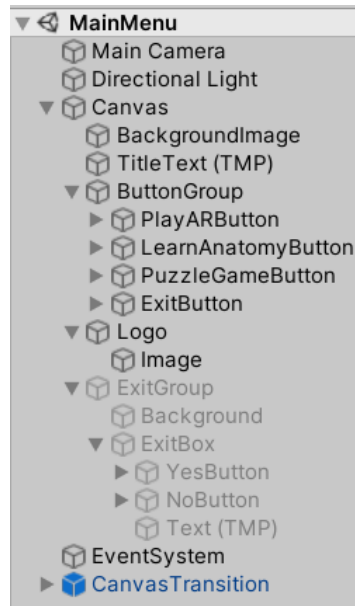 MainMenu
Main Camera
Directional Light
Canvas
BackgroundImage
TitleText (TMP)
ButtonGroup
PlayARButton
LearnAnatomyButton
PuzzleGameButton
ExitButton
Logo
Image
ExitGroup
Background
ExitBox
YesButton
NoButton
Text (TMP)
EventSystem
CanvasTransition